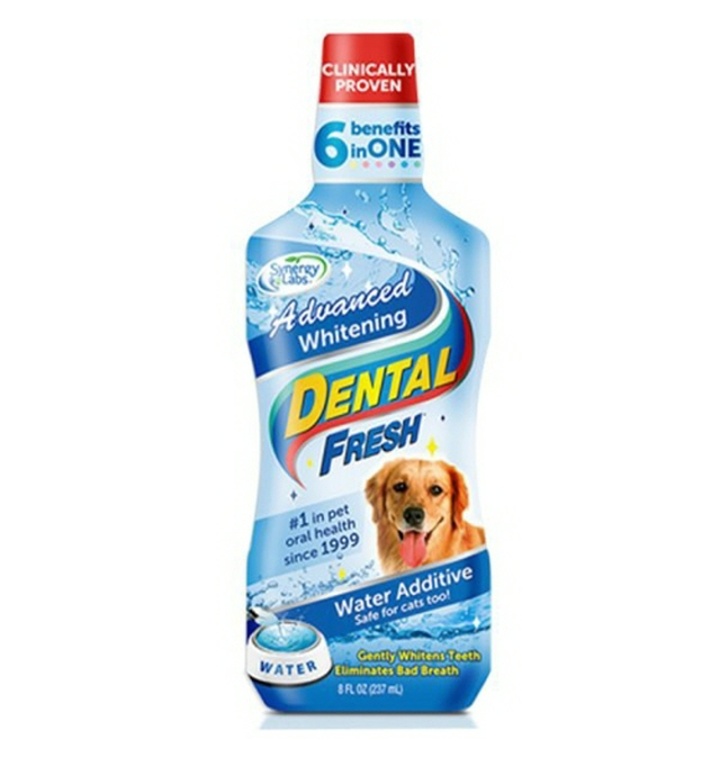 CLINICALLY
PROVEN
6 benefits
in ONE
Synergy
Labs
Advanced
Whitening
DENTAL
FRESH™
#1 in pet
oral health
since 1999
Water Additive
Safe for cats too!
WATER
Gently Whitens Teeth
Eliminates Bad Breath
8 FL OZ (237 mL)